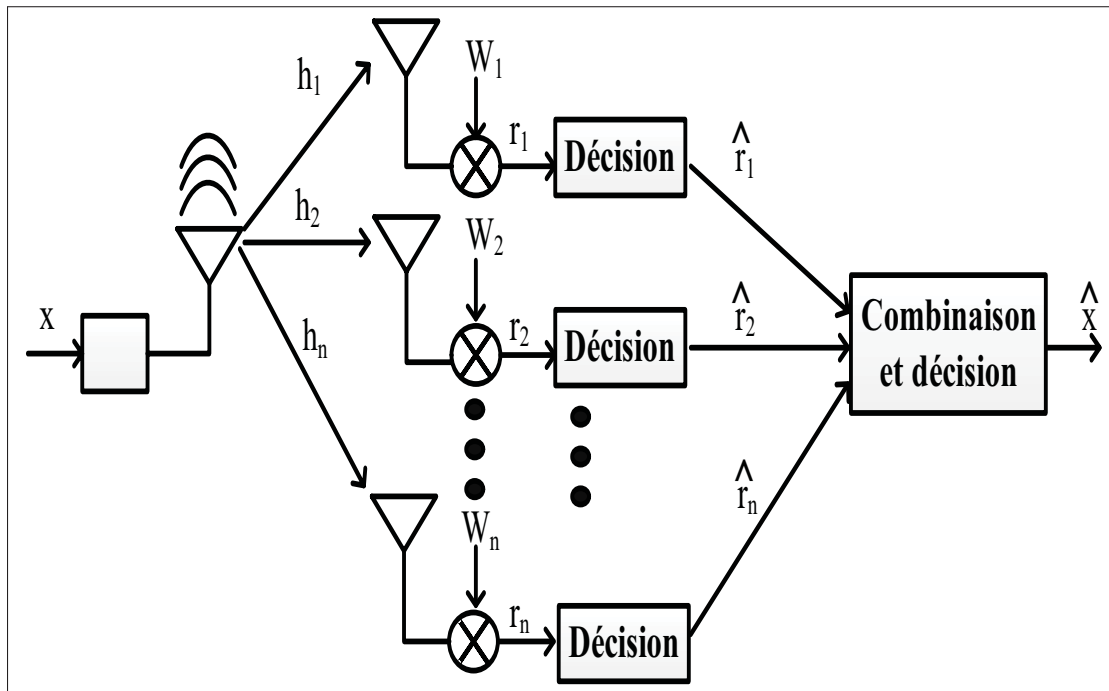 h₁
W₁
r₁
Décision
r̂₁
h₂
W₂
x
r₂
Décision
r̂₂
Combinaison
et décision
x̂
hₙ
r̂ₙ
Wₙ
rₙ
Décision